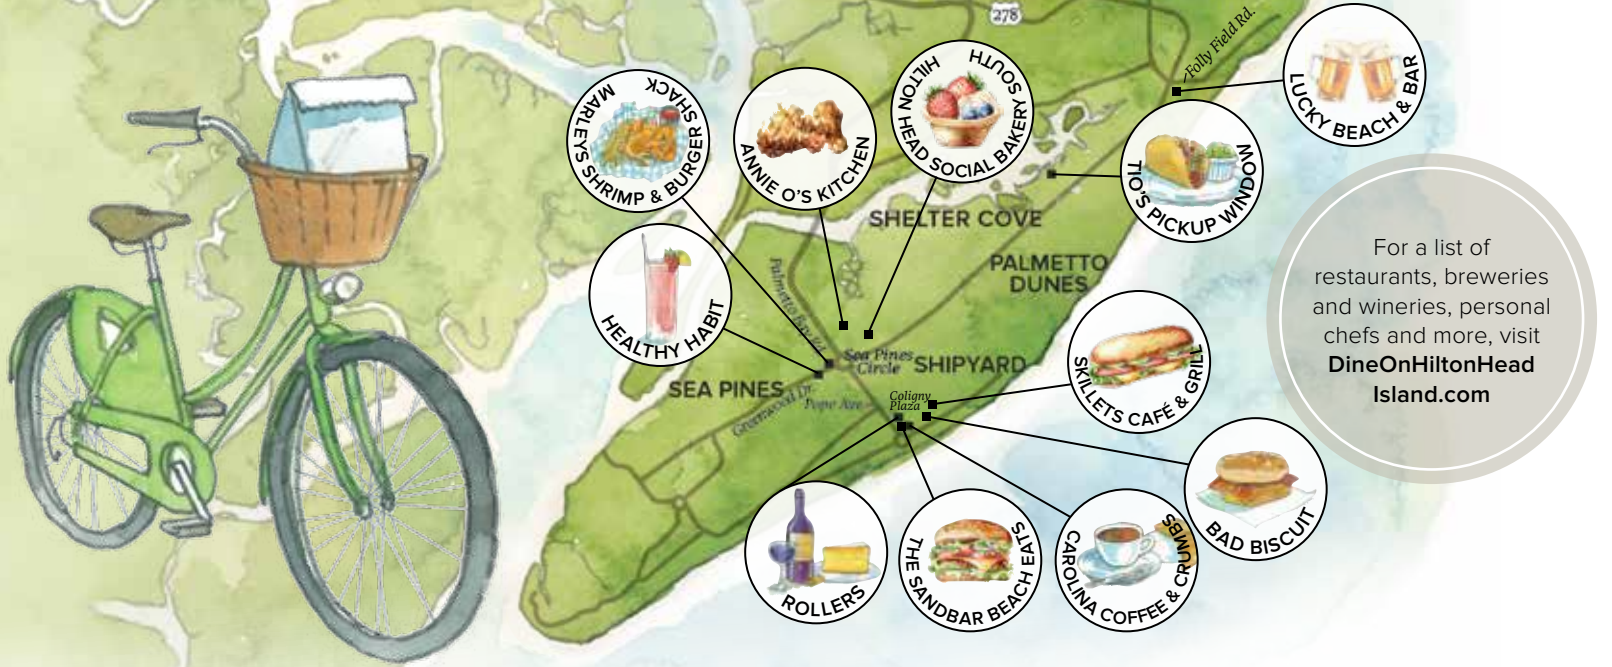 278
Folly Field Rd.
LUCKY BEACH & BAR
HILTON HEAD SOCIAL BAKERY SOUTH
MARLEYS SHRIMP & BURGER SHACK
ANNIE O'S KITCHEN
TIO'S PICKUP WINDOW
SHELTER COVE
PALMETTO
DUNES
HEALTHY HABIT
Palmetto Bay Rd.
Sea Pines
Circle
SHIPYARD
SEA PINES
Greenwood Dr.
Pope Ave.
Coligny
Plaza
SKILLETS CAFÉ & GRILL
BAD BISCUIT
ROLLERS
THE SANDBAR BEACH EATS
CAROLINA COFFEE & CRUMBS
For a list of
restaurants, breweries
and wineries, personal
chefs and more, visit
DineOnHiltonHead
Island.com